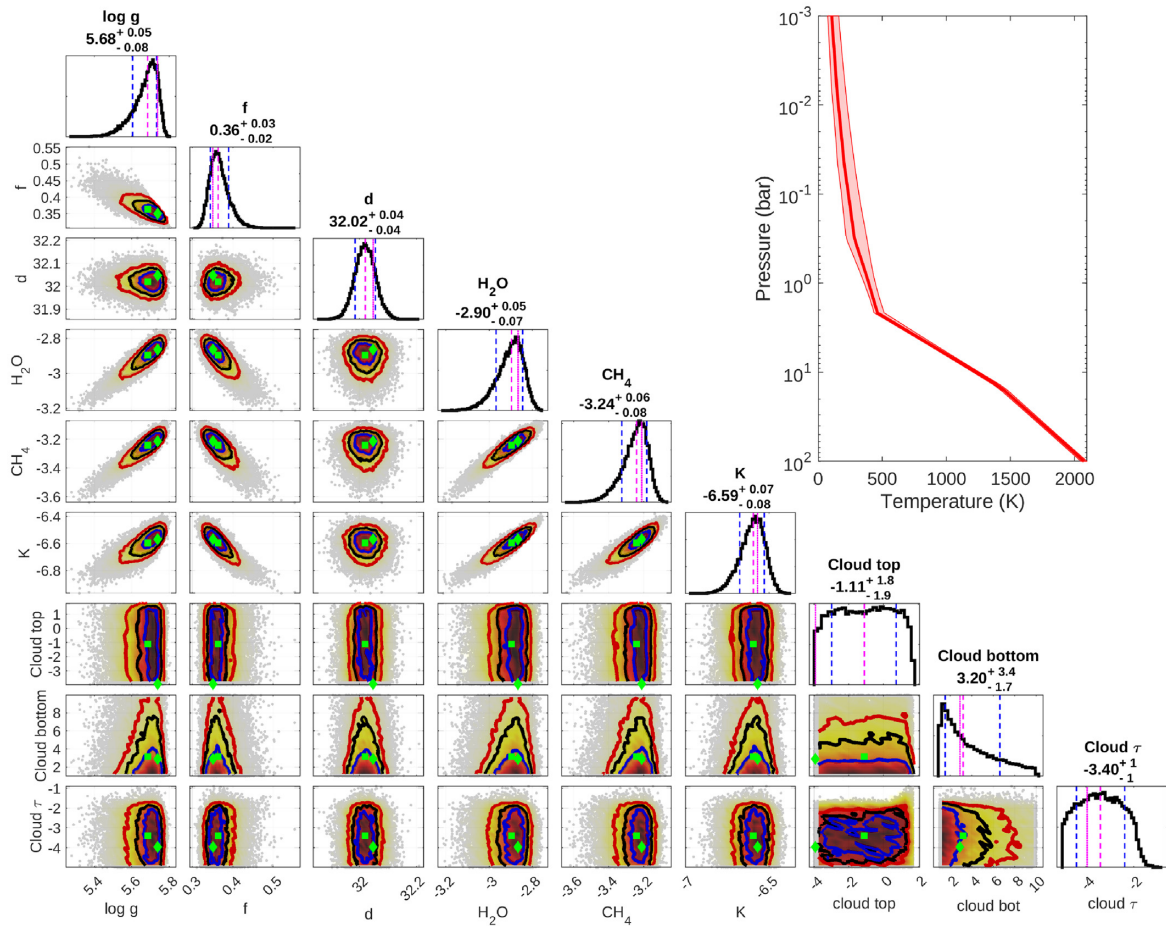 log g
5.68 + 0.05 - 0.08
f
0.36 + 0.03 - 0.02
d
32.02 + 0.04 - 0.04
H2O
-2.90 + 0.05 - 0.07
CH4
-3.24 + 0.06 - 0.08
K
-6.59 + 0.07 - 0.08
Cloud top
-1.11 + 1.8 - 1.9
Cloud bottom
3.20 + 3.4 - 1.7
Cloud τ
-3.40 + 1 - 1
10-3
10-2
10-1
100
101
102
Pressure (bar)
0 500 1000 1500 2000
Temperature (K)
f
0.55
0.5
0.45
0.4
0.35
d
32.2
32.1
32
31.9
H2O
-2.8
-3
-3.2
CH4
-3.2
-3.4
-3.6
K
-6.4
-6.6
-6.8
Cloud top
1
0
-1
-2
-3
Cloud bottom
8
6
4
2
Cloud τ
-1
-2
-3
-4
5.4 5.6 5.8
0.3 0.4 0.5
32 32.2
-3.2 -3 -2.8
-3.6 -3.4 -3.2
-7 -6.5
-4 -2 0 2
2 4 6 8 10
-4 -2
log g
f
d
H2O
CH4
K
cloud top
cloud bot
cloud τ